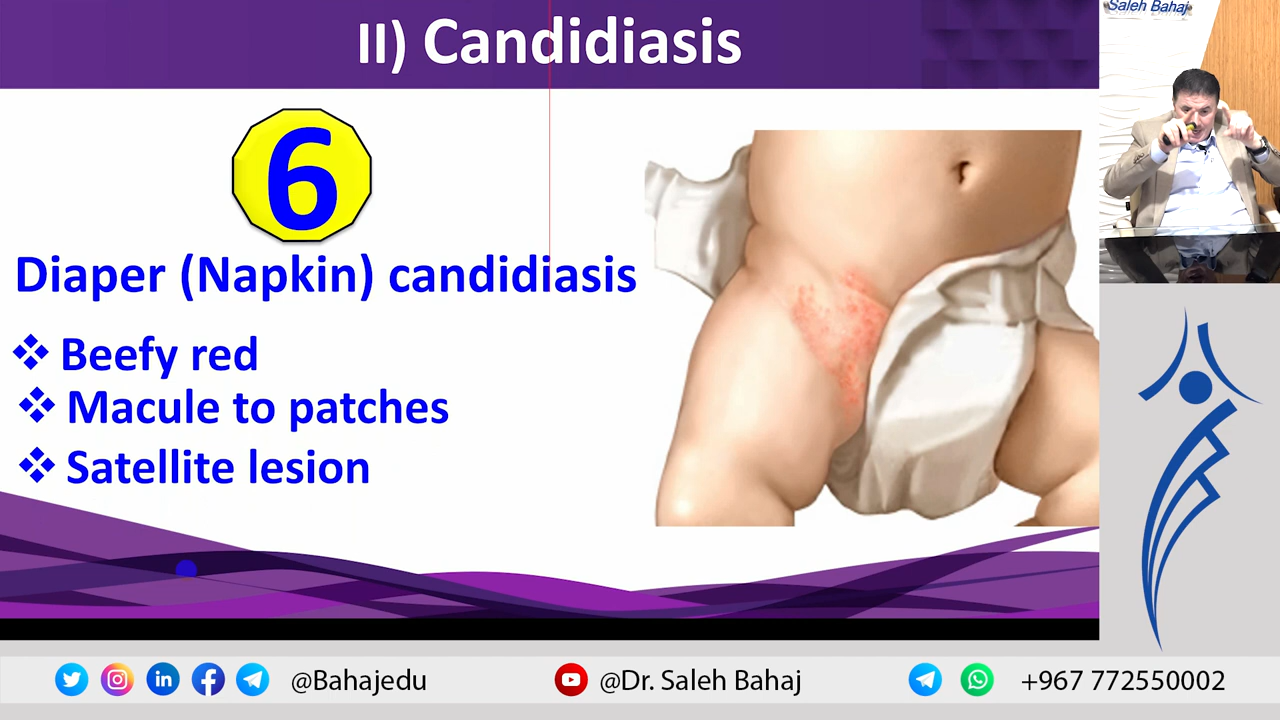 II) Candidiasis
Saleh Bahaj
6
Diaper (Napkin) candidiasis
❖ Beefy red
❖ Macule to patches
❖ Satellite lesion
@Bahajedu
@Dr. Saleh Bahaj
+967 772550002